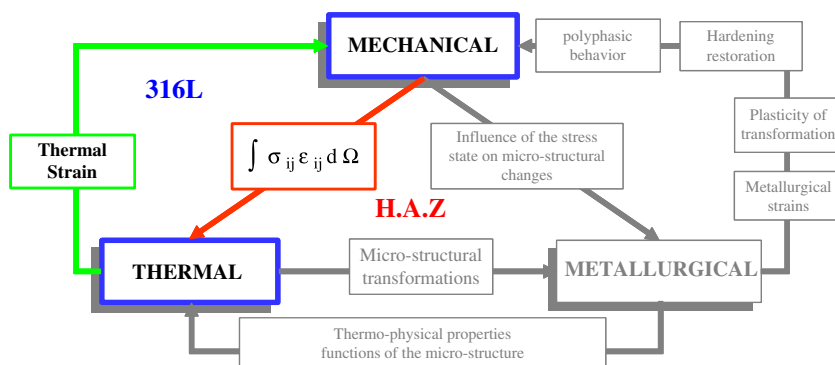 MECHANICAL
polyphasic
behavior
Hardening
restoration
316L
Thermal
Strain
∫ σ ij ε ij d Ω
Influence of the stress
state on micro-structural
changes
Plasticity of
transformation
Metallurgical
strains
H.A.Z
THERMAL
Micro-structural
transformations
METALLURGICAL
Thermo-physical properties
functions of the micro-structure